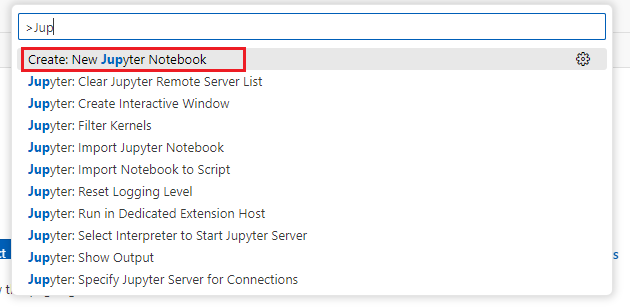 >Jup
Create: New Jupyter Notebook
Jupyter: Clear Jupyter Remote Server List
Jupyter: Create Interactive Window
Jupyter: Filter Kernels
Jupyter: Import Jupyter Notebook
Jupyter: Import Notebook to Script
Jupyter: Reset Logging Level
Jupyter: Run in Dedicated Extension Host
Jupyter: Select Interpreter to Start Jupyter Server
Jupyter: Show Output
Jupyter: Specify Jupyter Server for Connections